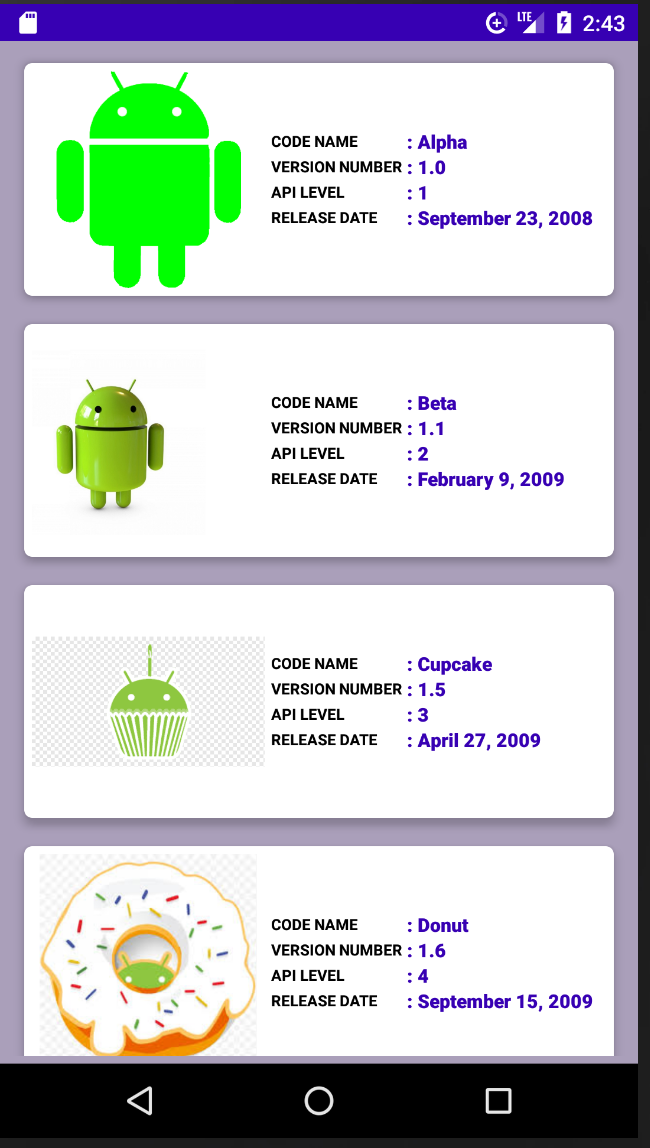 LTE 2:43
CODE NAME : Alpha
VERSION NUMBER : 1.0
API LEVEL : 1
RELEASE DATE : September 23, 2008
CODE NAME : Beta
VERSION NUMBER : 1.1
API LEVEL : 2
RELEASE DATE : February 9, 2009
CODE NAME : Cupcake
VERSION NUMBER : 1.5
API LEVEL : 3
RELEASE DATE : April 27, 2009
CODE NAME : Donut
VERSION NUMBER : 1.6
API LEVEL : 4
RELEASE DATE : September 15, 2009